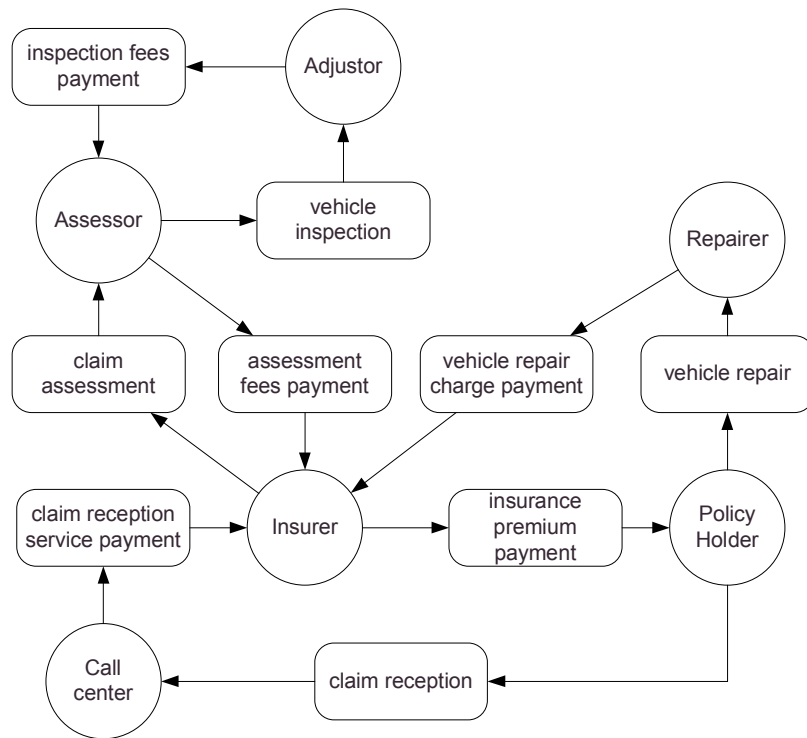 inspection fees
payment
Adjustor
Assessor
vehicle
inspection
Repairer
claim
assessment
assessment
fees payment
vehicle repair
charge payment
vehicle repair
claim reception
service payment
Insurer
insurance
premium
payment
Policy
Holder
Call
center
claim reception